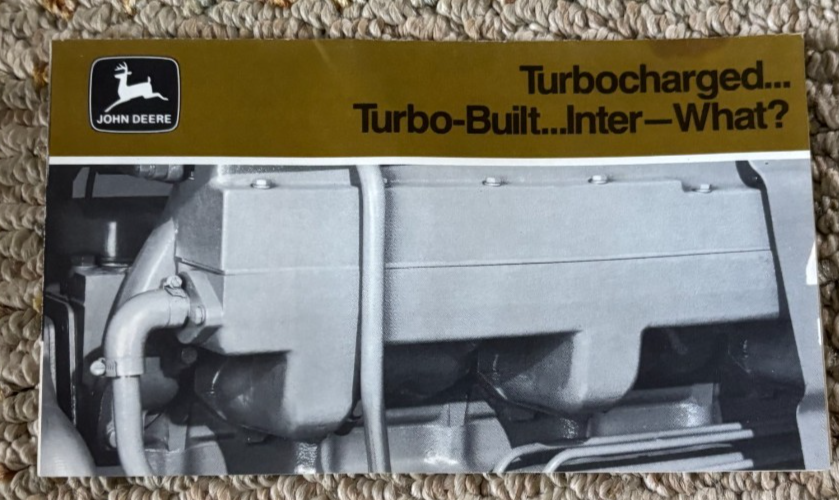 JOHN DEERE
Turbocharged...
Turbo-Built...Inter—What?